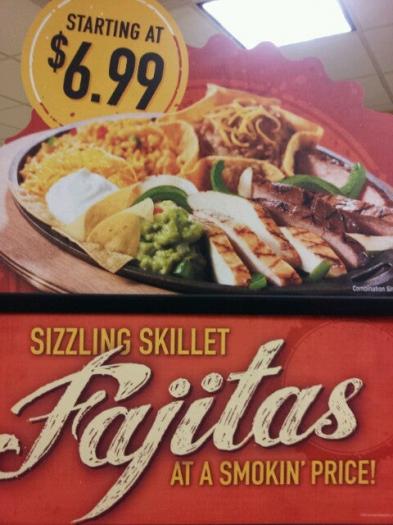 STARTING AT
$6.99
SIZZLING SKILLET
Fajitas
AT A SMOKIN' PRICE!